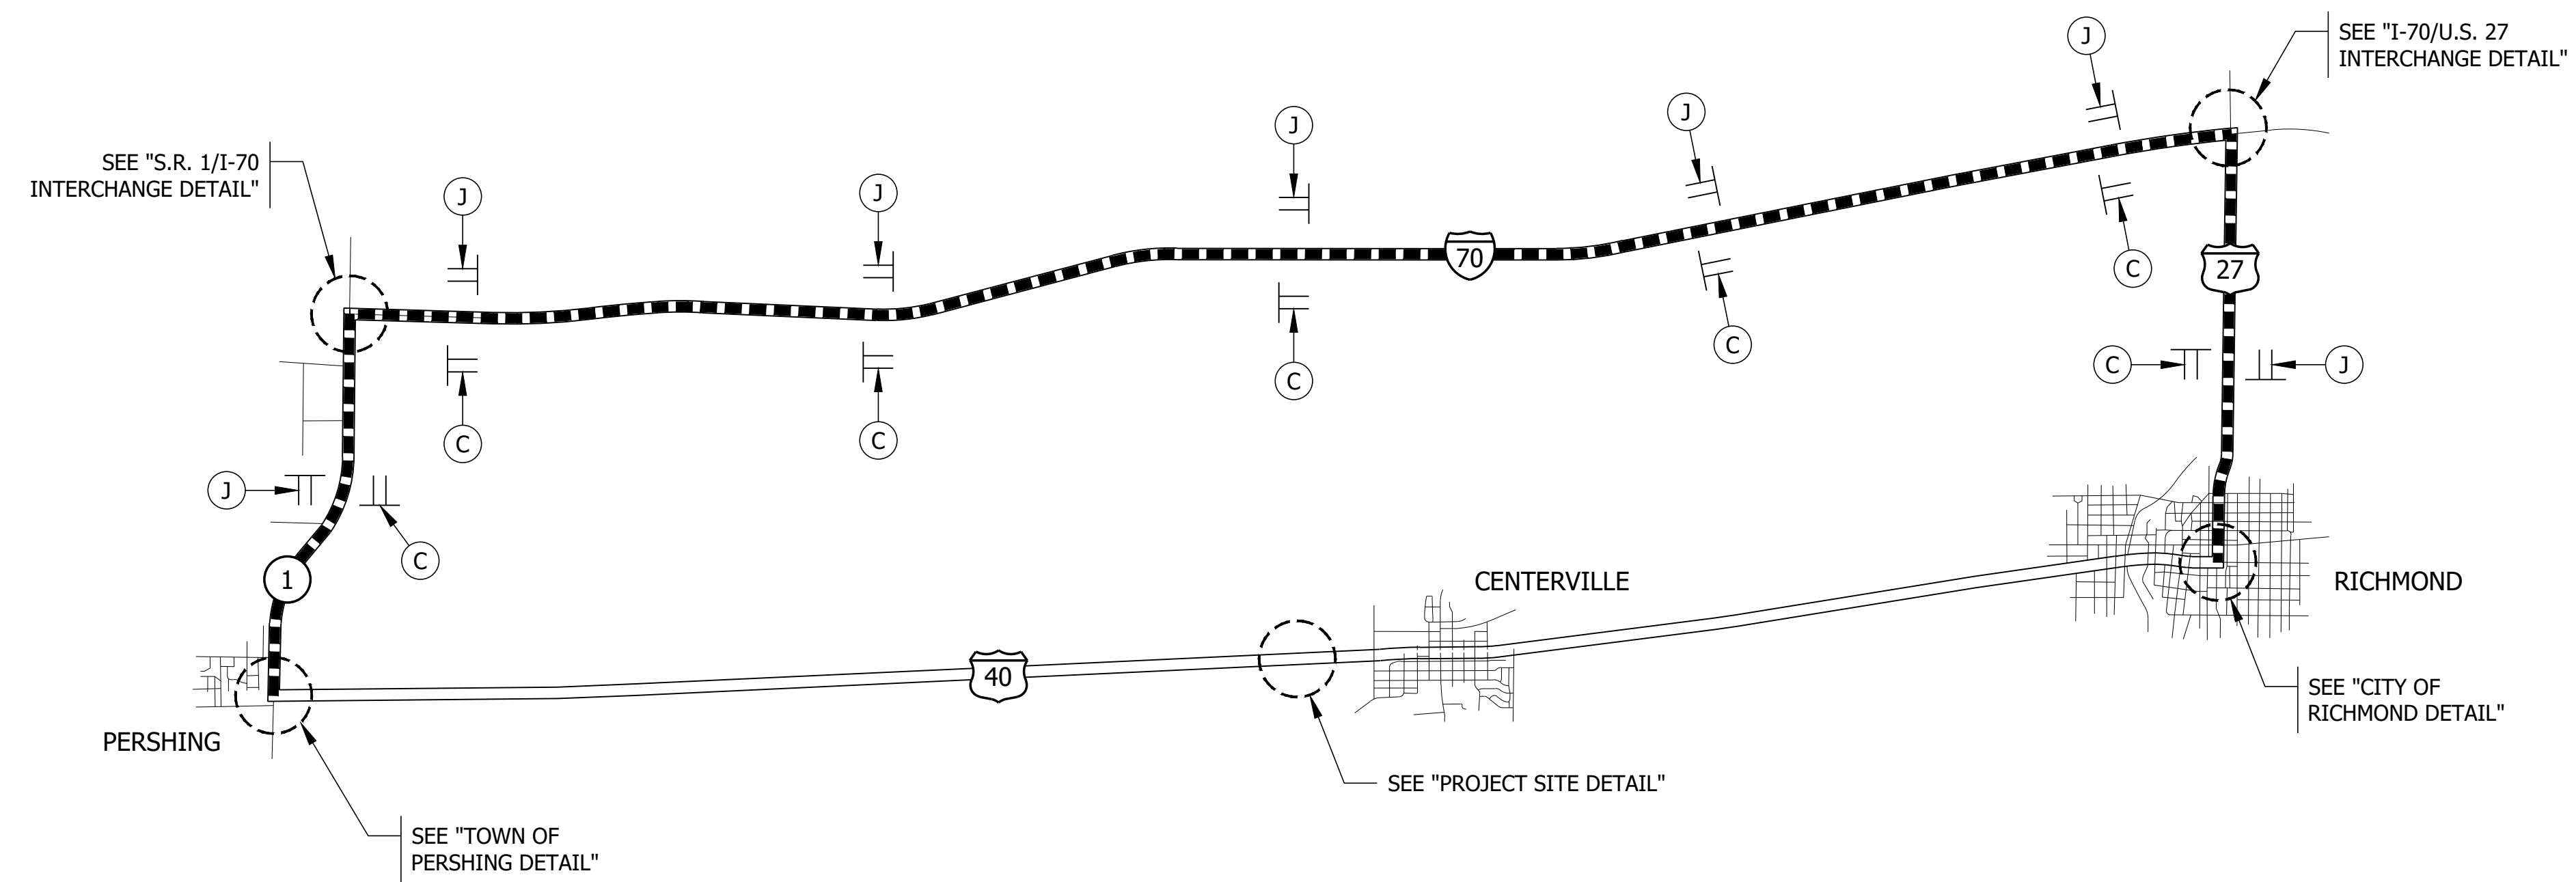 J
SEE "I-70/U.S. 27
INTERCHANGE DETAIL"
J
J
SEE "S.R. 1/I-70
INTERCHANGE DETAIL"
J
J
70
27
C
C
C
C
C
C
J
J
C
1
CENTERVILLE
RICHMOND
40
PERSHING
SEE "CITY OF
RICHMOND DETAIL"
SEE "PROJECT SITE DETAIL"
SEE "TOWN OF
PERSHING DETAIL"